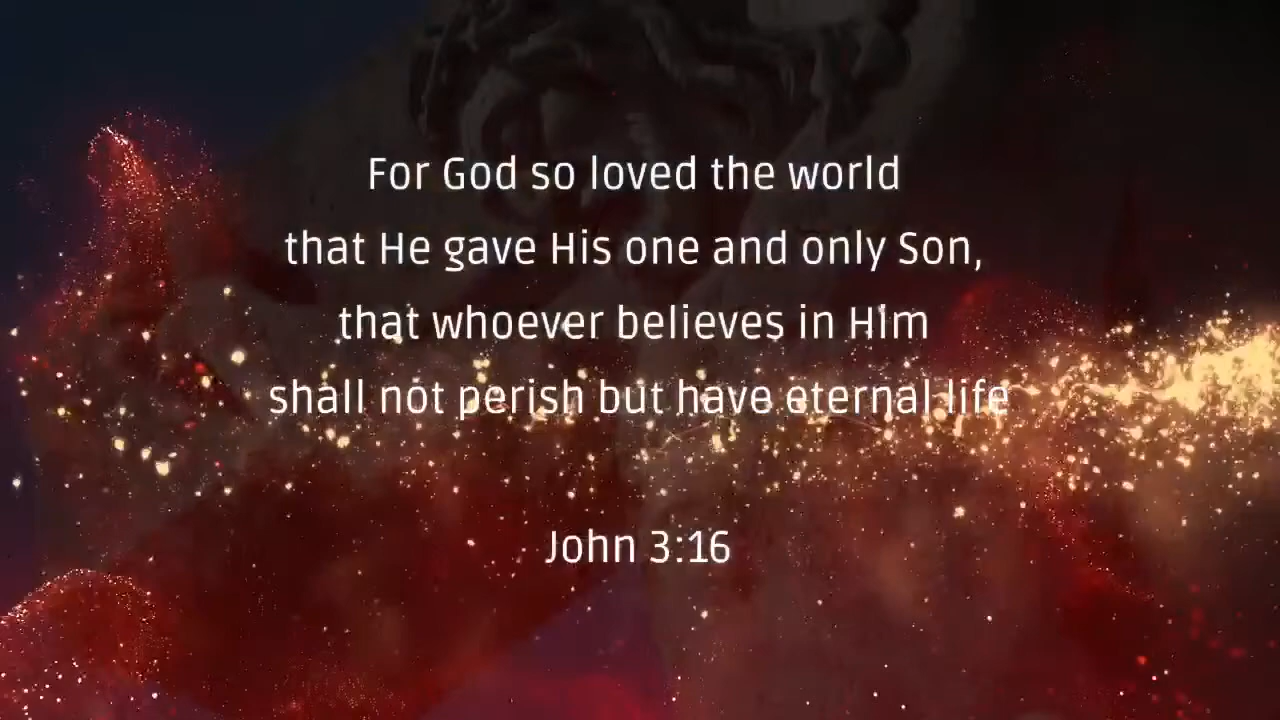 For God so loved the world
that He gave His one and only Son,
that whoever believes in Him
shall not perish but have eternal life
John 3:16